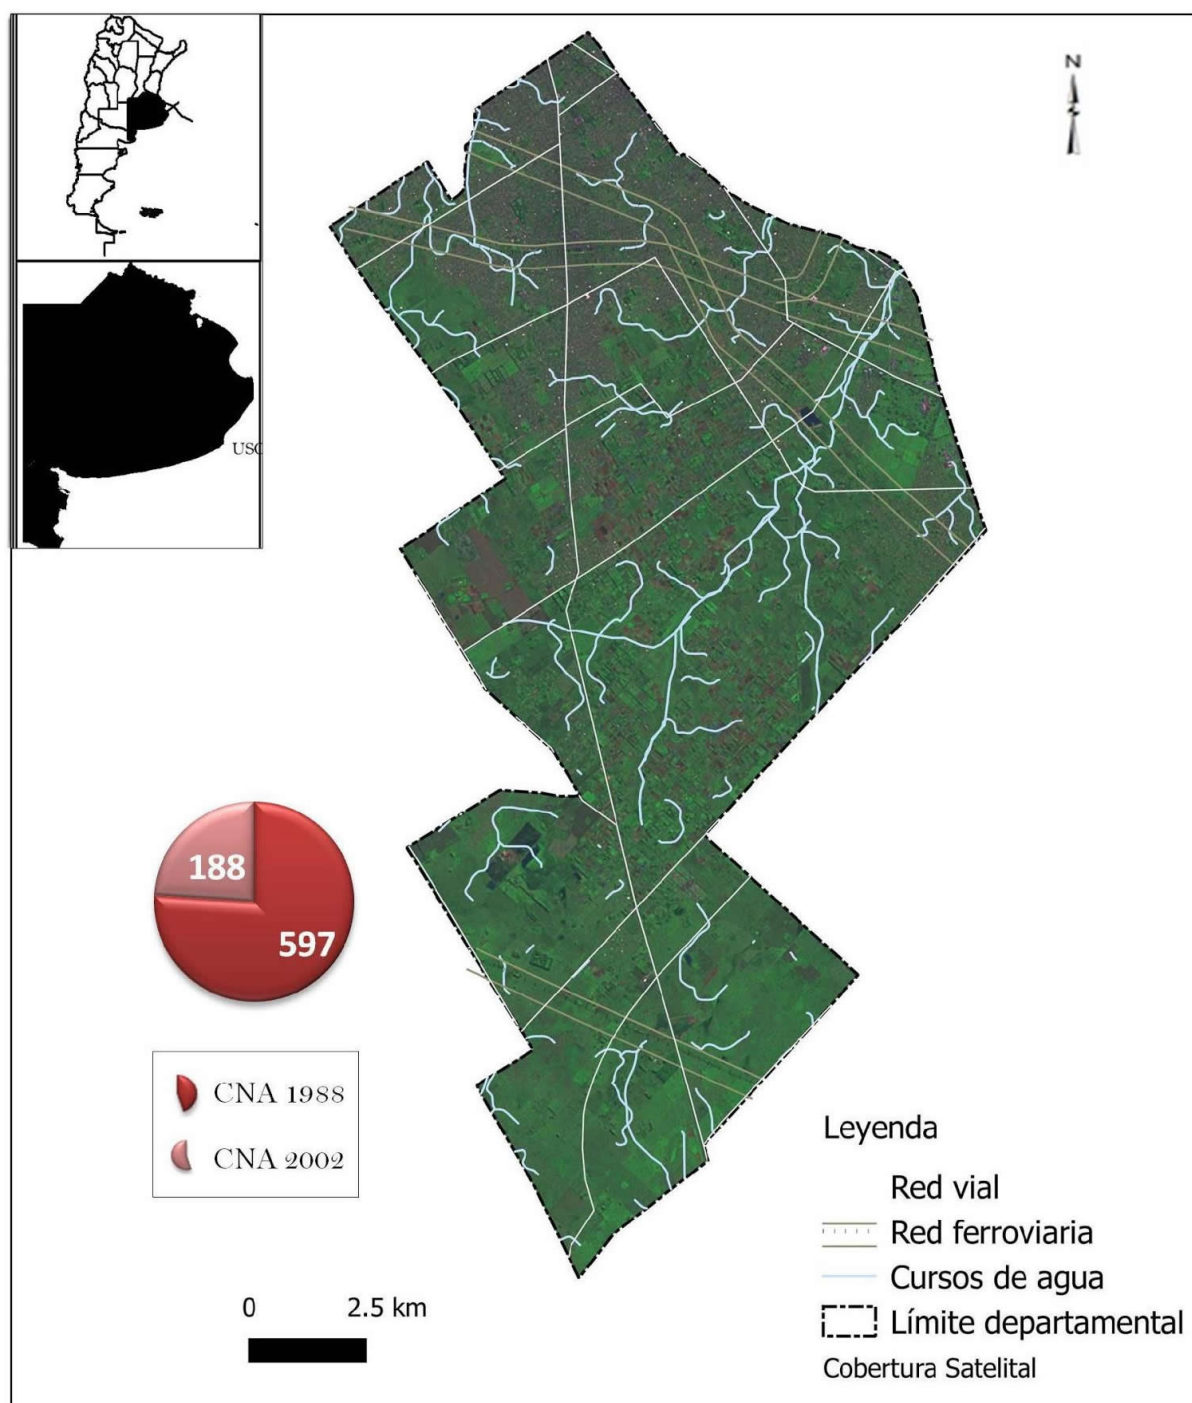 N
USO
188
597
CNA 1988
CNA 2002
0 2.5 km
Leyenda
Red vial
Red ferroviaria
Cursos de agua
Límite departamental
Cobertura Satelital